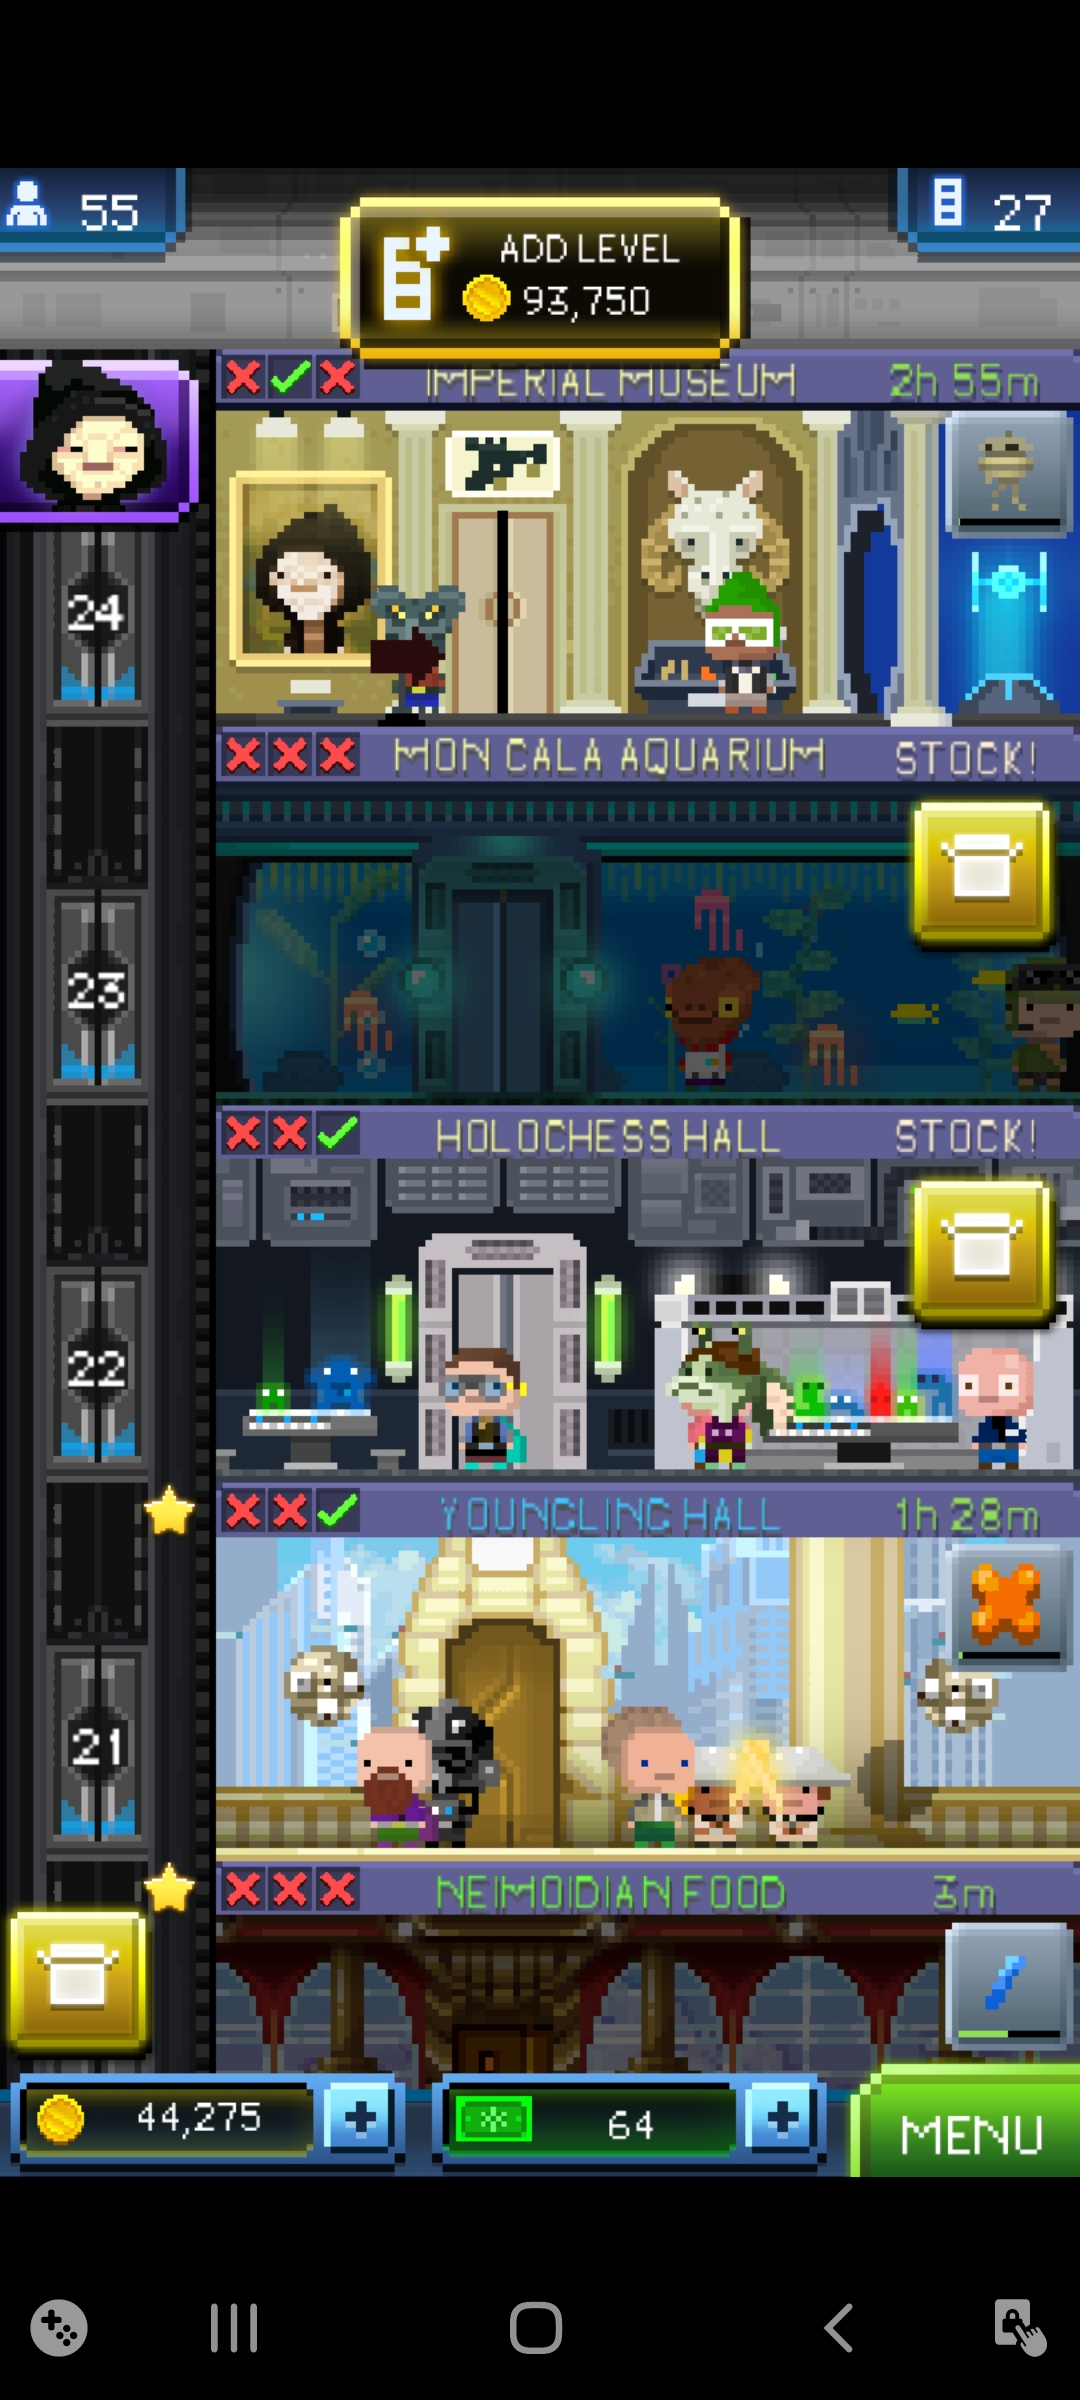 55
ADD LEVEL
93,750
27
IMPERIAL MUSEUM
2h 55m
24
MON CALA AQUARIUM
STOCK!
23
HOLOCHESS HALL
STOCK!
22
YOUNGLING HALL
1h 28m
21
NEIMOIDIAN FOOD
3m
44,275
64
MENU